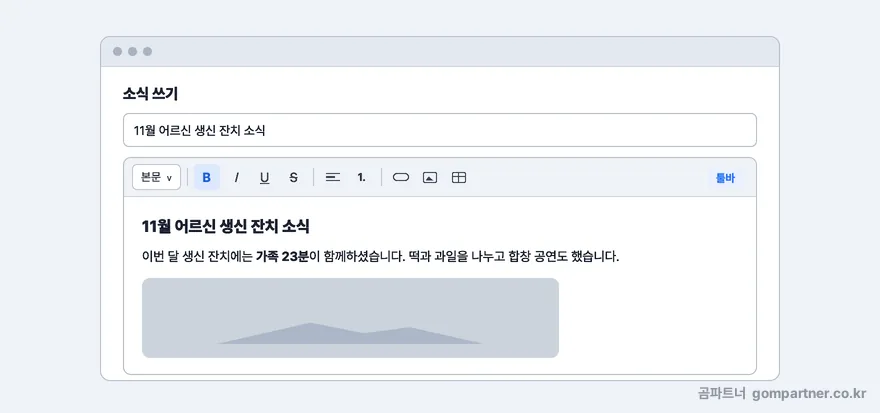 소식 쓰기
11월 어르신 생신 잔치 소식
본문 v B I U S 1. 툴바
11월 어르신 생신 잔치 소식
이번 달 생신 잔치에는 가족 23분이 함께하셨습니다. 떡과 과일을 나누고 합창 공연도 했습니다.
곰파트너 gompartner.co.kr